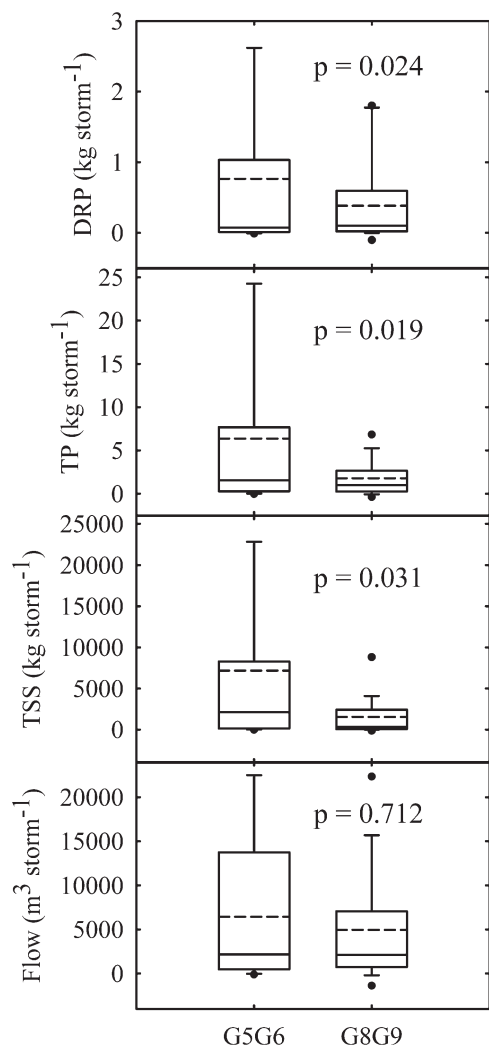 DRP (kg storm⁻¹)
3
2
1
0
p = 0.024
TP (kg storm⁻¹)
25
20
15
10
5
0
p = 0.019
TSS (kg storm⁻¹)
25000
20000
15000
10000
5000
0
p = 0.031
Flow (m³ storm⁻¹)
20000
15000
10000
5000
0
p = 0.712
G5G6
G8G9